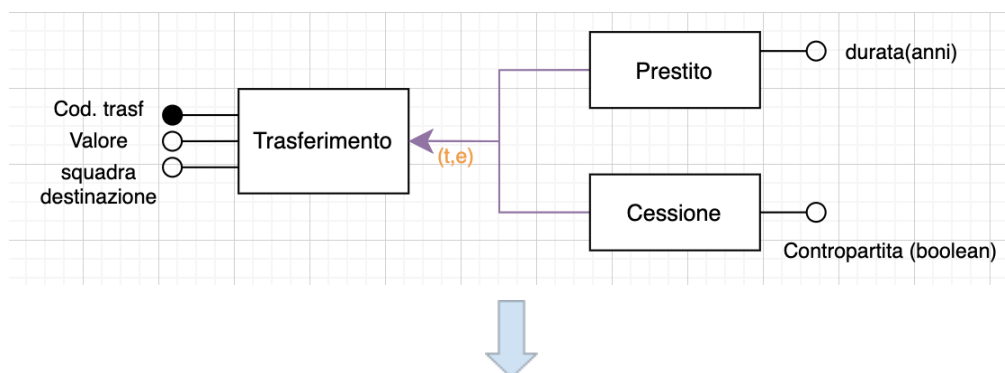 Cod. trasf
Valore
squadra
destinazione
Trasferimento
(t,e)
Prestito
durata(anni)
Cessione
Contropartita (boolean)